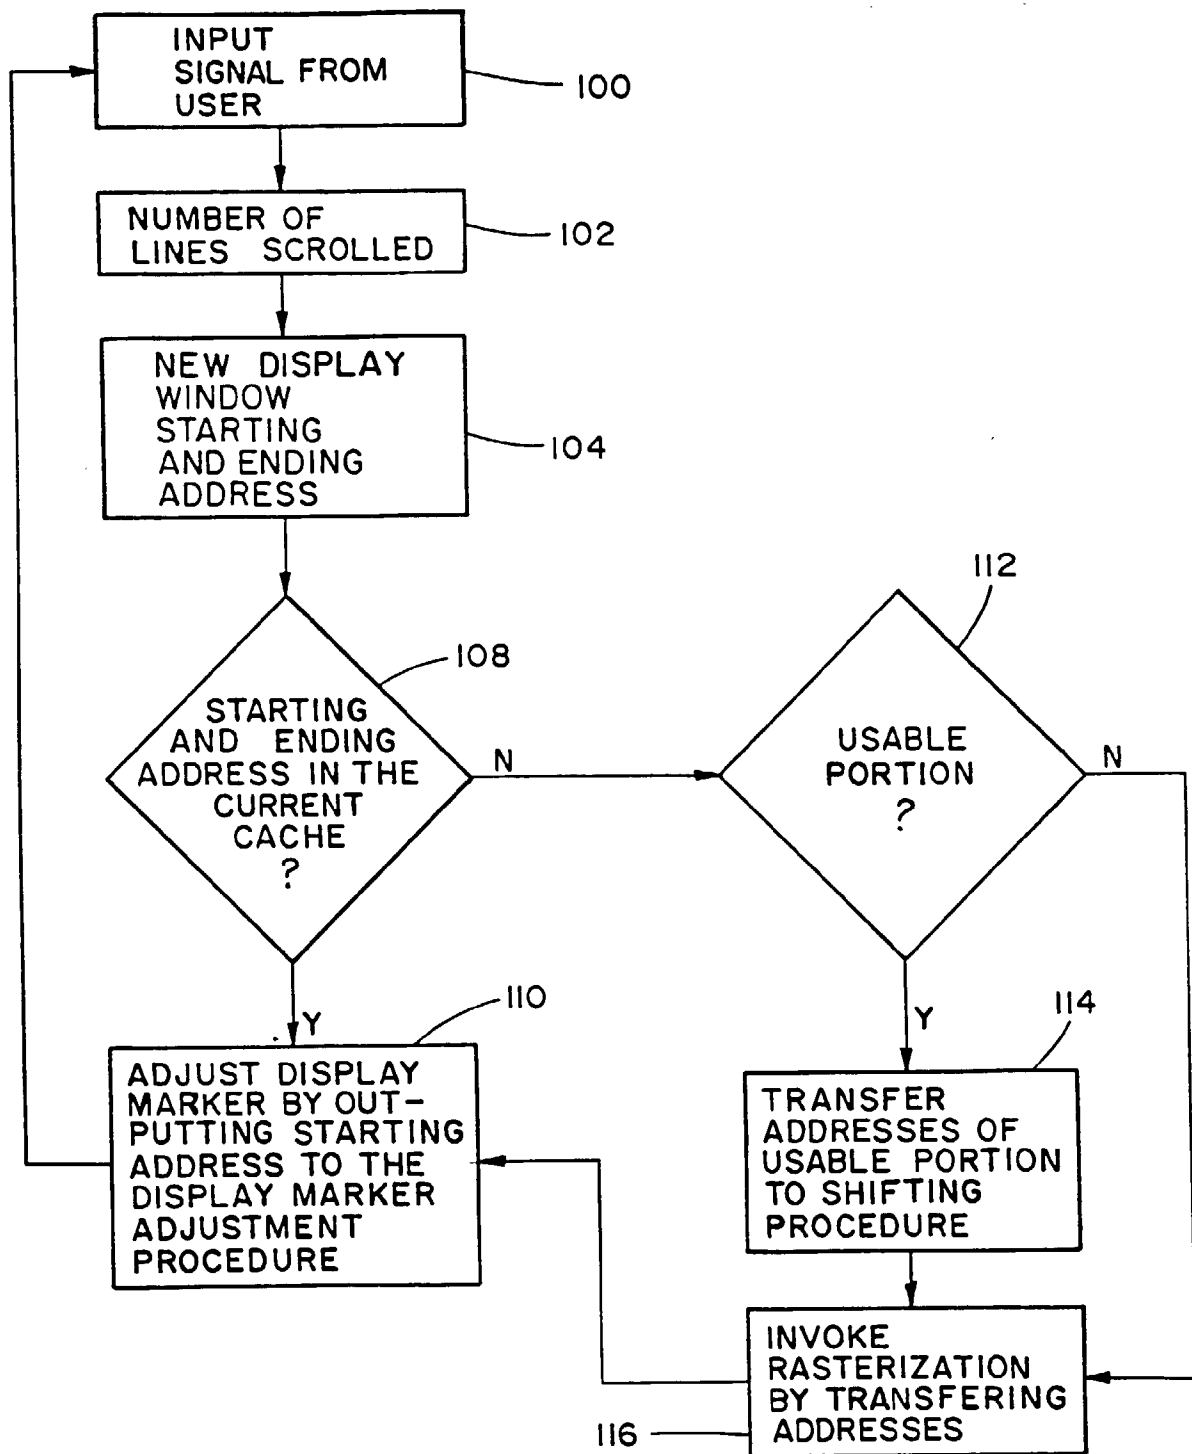 INPUT
SIGNAL FROM
USER
100
NUMBER OF
LINES SCROLLED
102
NEW DISPLAY
WINDOW
STARTING
AND ENDING
ADDRESS
104
108
STARTING
AND ENDING
ADDRESS IN THE
CURRENT
CACHE
?
N
Y
112
USABLE
PORTION
?
N
Y
110
ADJUST DISPLAY
MARKER BY OUT-
PUTTING STARTING
ADDRESS TO THE
DISPLAY MARKER
ADJUSTMENT
PROCEDURE
114
TRANSFER
ADDRESSES OF
USABLE PORTION
TO SHIFTING
PROCEDURE
INVOKE
RASTERIZATION
BY TRANSFERING
ADDRESSES
116